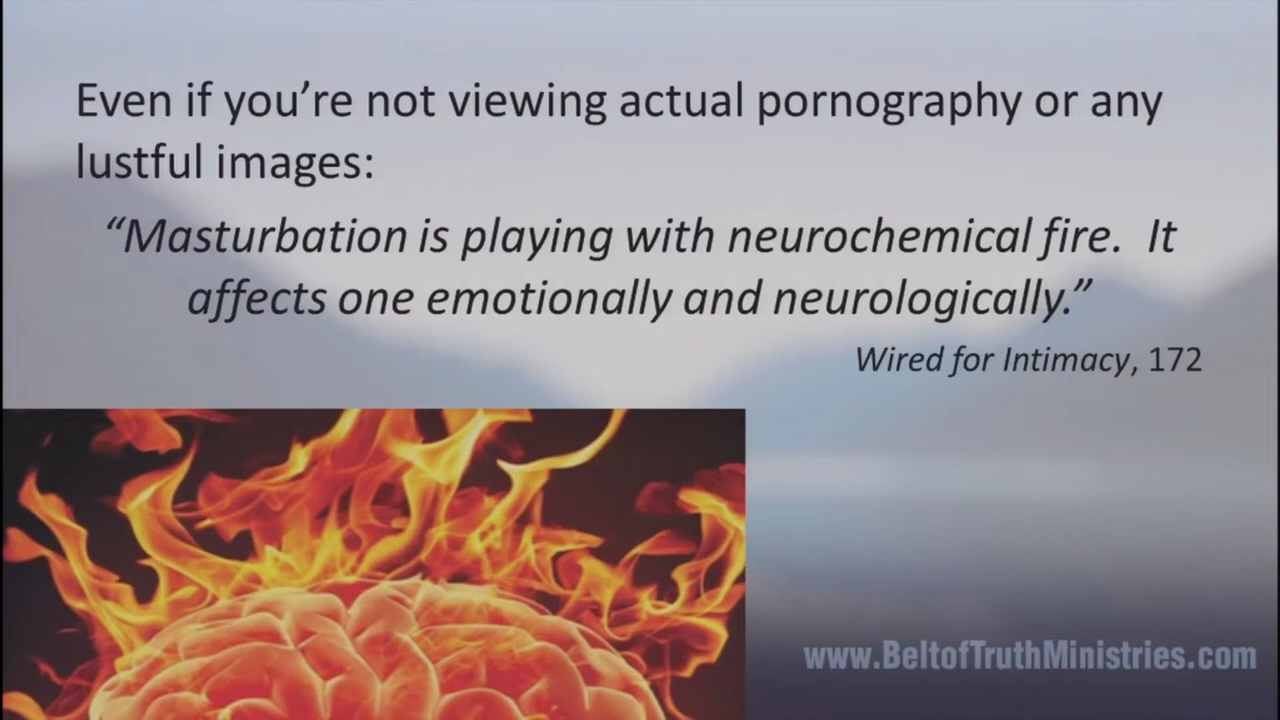 Even if you’re not viewing actual pornography or any
lustful images:
“Masturbation is playing with neurochemical fire.  It
affects one emotionally and neurologically.”
Wired for Intimacy, 172
www.BeltofTruthMinistries.com